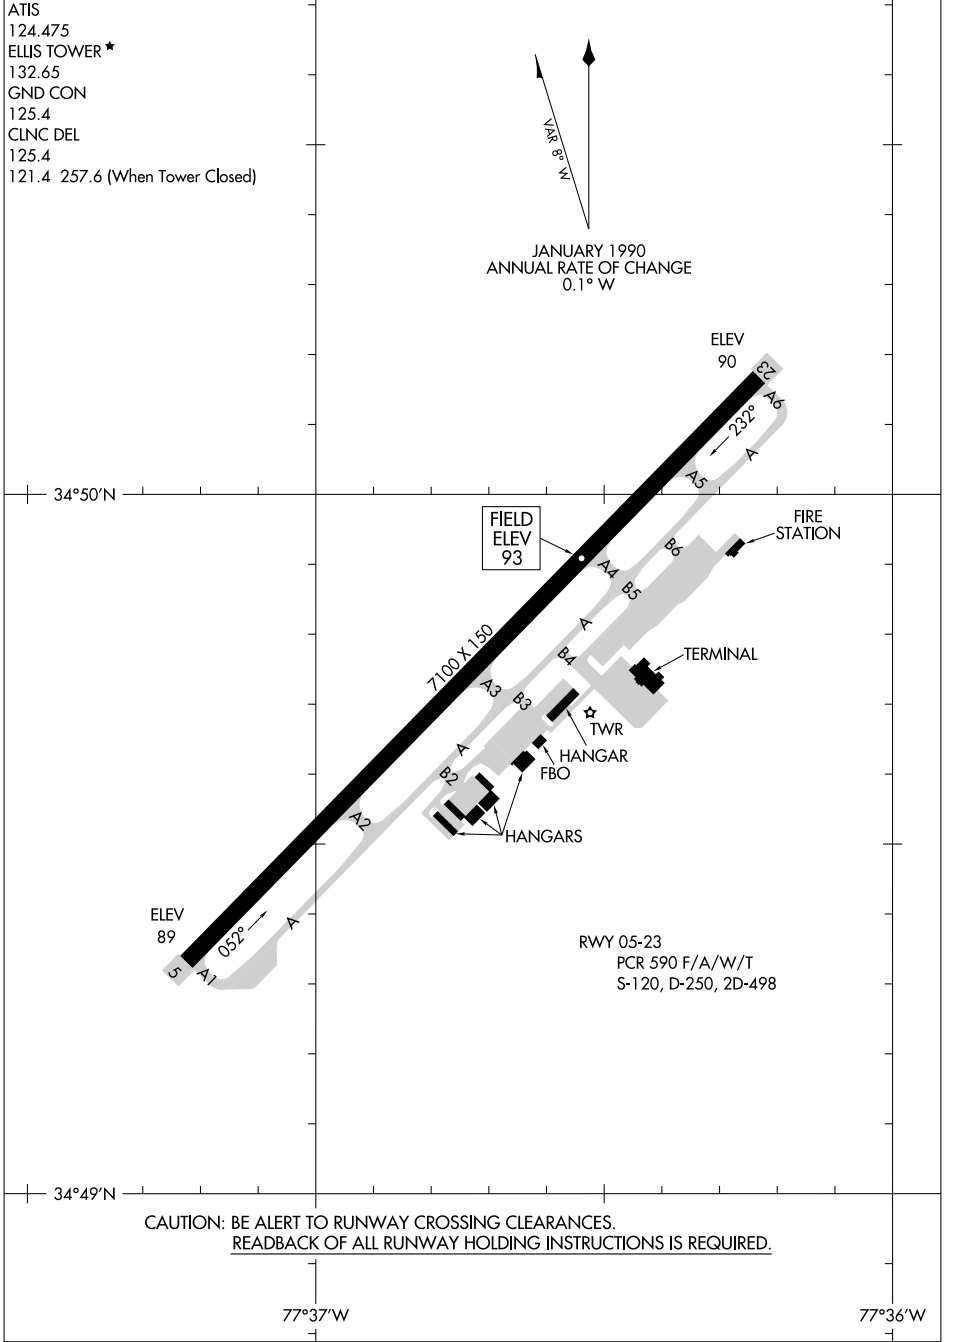 ATIS
124.475
ELLIS TOWER★
132.65
GND CON
125.4
CLNC DEL
125.4
121.4 257.6 (When Tower Closed)
VAR 8° W
JANUARY 1990
ANNUAL RATE OF CHANGE
0.1° W
ELEV
90
23
A6
232°
A
A5
34°50'N
FIELD
ELEV
93
FIRE
STATION
B6
A4
B5
A
7100 X 150
B4
TERMINAL
A3
B3
TWR
A
HANGAR
FBO
B2
A2
HANGARS
ELEV
89
052°
A
5
A1
RWY 05-23
PCR 590 F/A/W/T
S-120, D-250, 2D-498
34°49'N
CAUTION: BE ALERT TO RUNWAY CROSSING CLEARANCES.
READBACK OF ALL RUNWAY HOLDING INSTRUCTIONS IS REQUIRED.
77°37'W
77°36'W